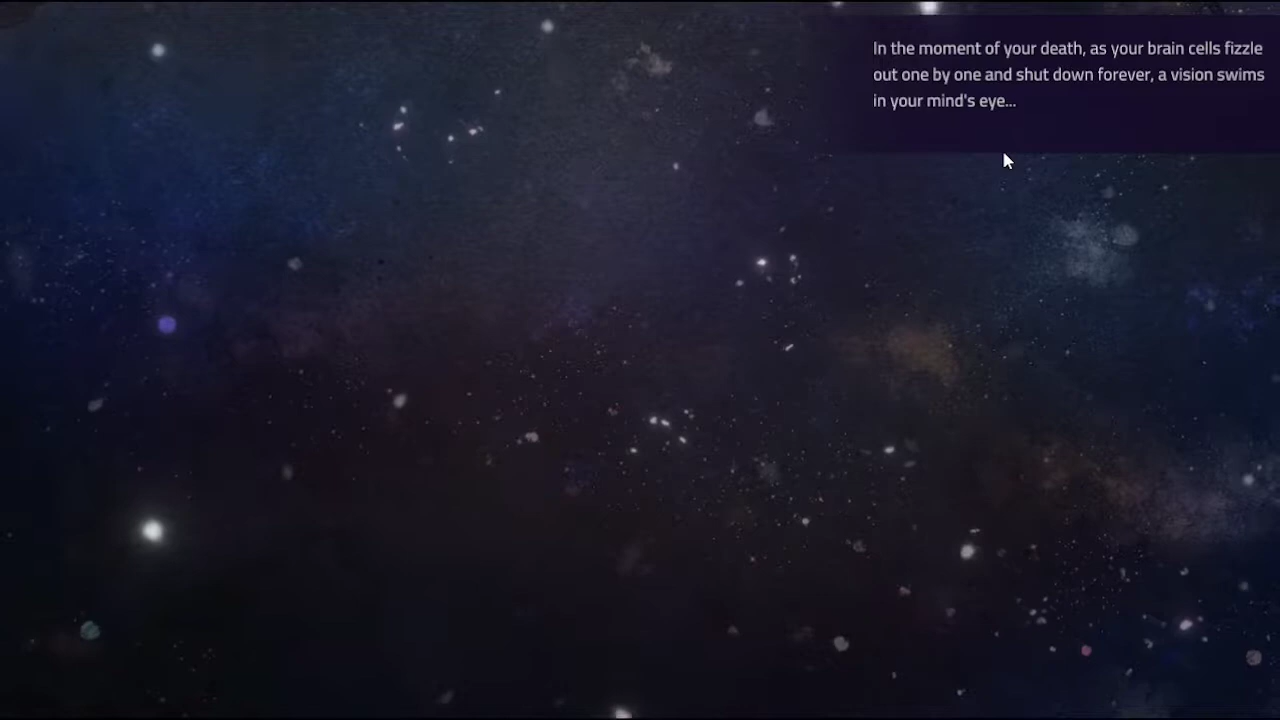 In the moment of your death, as your brain cells fizzle
out one by one and shut down forever, a vision swims
in your mind's eye...